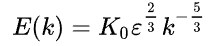 E(k) = K₀ε^{2/3} k^{-5/3}